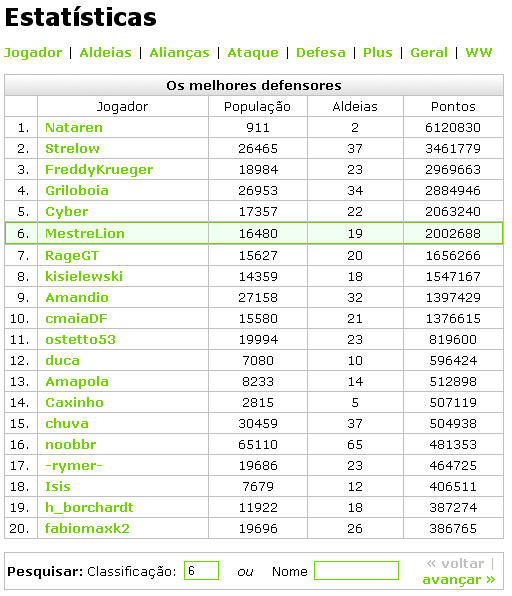 Estatísticas
Jogador | Aldeias | Alianças | Ataque | Defesa | Plus | Geral | WW
Os melhores defensores
Jogador População Aldeias Pontos
1. Nataren 911 2 6120830
2. Strelow 26465 37 3461779
3. FreddyKrueger 18984 23 2969663
4. Griloboia 26953 34 2884946
5. Cyber 17357 22 2063240
6. MestreLion 16480 19 2002688
7. RageGT 15627 20 1656266
8. kisielewski 14359 18 1547167
9. Amandio 27158 32 1397429
10. cmaiaDF 15580 21 1376615
11. ostetto53 19994 23 819600
12. duca 7080 10 596424
13. Amapola 8233 14 512898
14. Caxinho 2815 5 507119
15. chuva 30459 37 504938
16. noobbr 65110 65 481353
17. -rymer- 19686 23 464725
18. Isis 7679 12 406511
19. h_borchardt 11922 18 387274
20. fabiomaxk2 19696 26 386765
Pesquisar: Classificação: 6 ou Nome « voltar |
avançar »